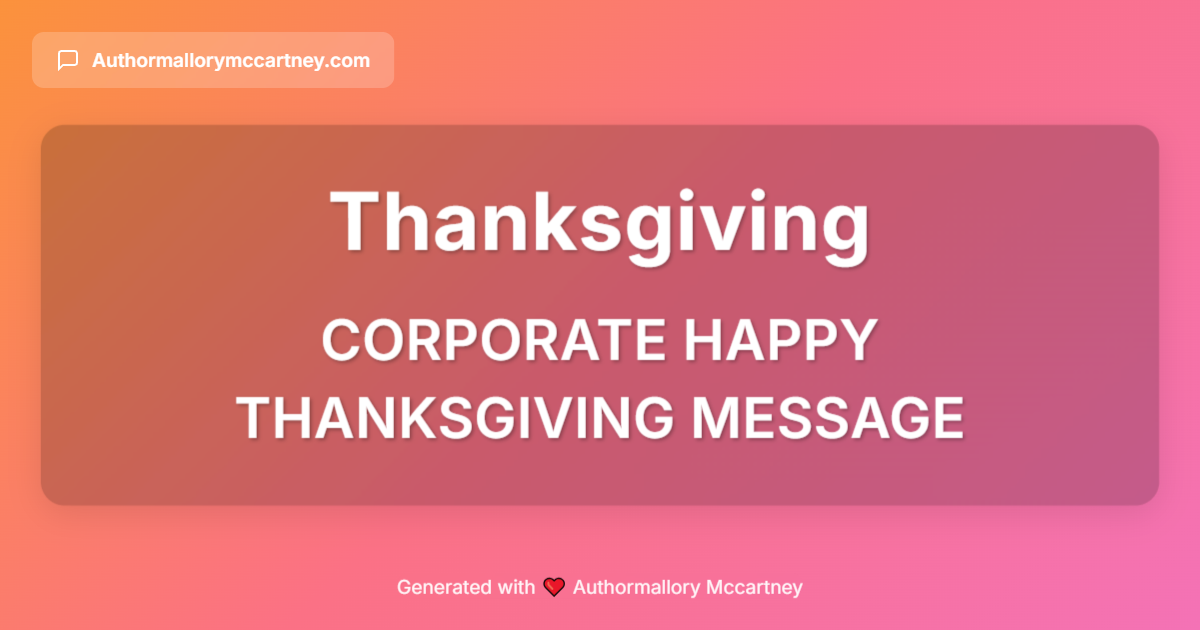 Authormallorymccartney.com
Thanksgiving
CORPORATE HAPPY
THANKSGIVING MESSAGE
Generated with ❤️ Authormallory Mccartney